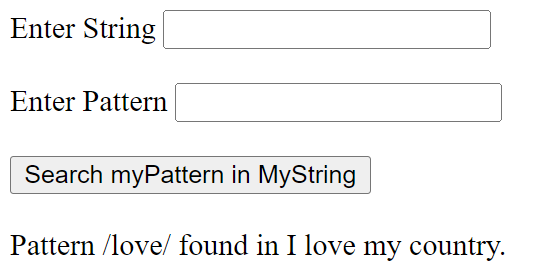 Enter String
Enter Pattern
Search myPattern in MyString
Pattern /love/ found in I love my country.